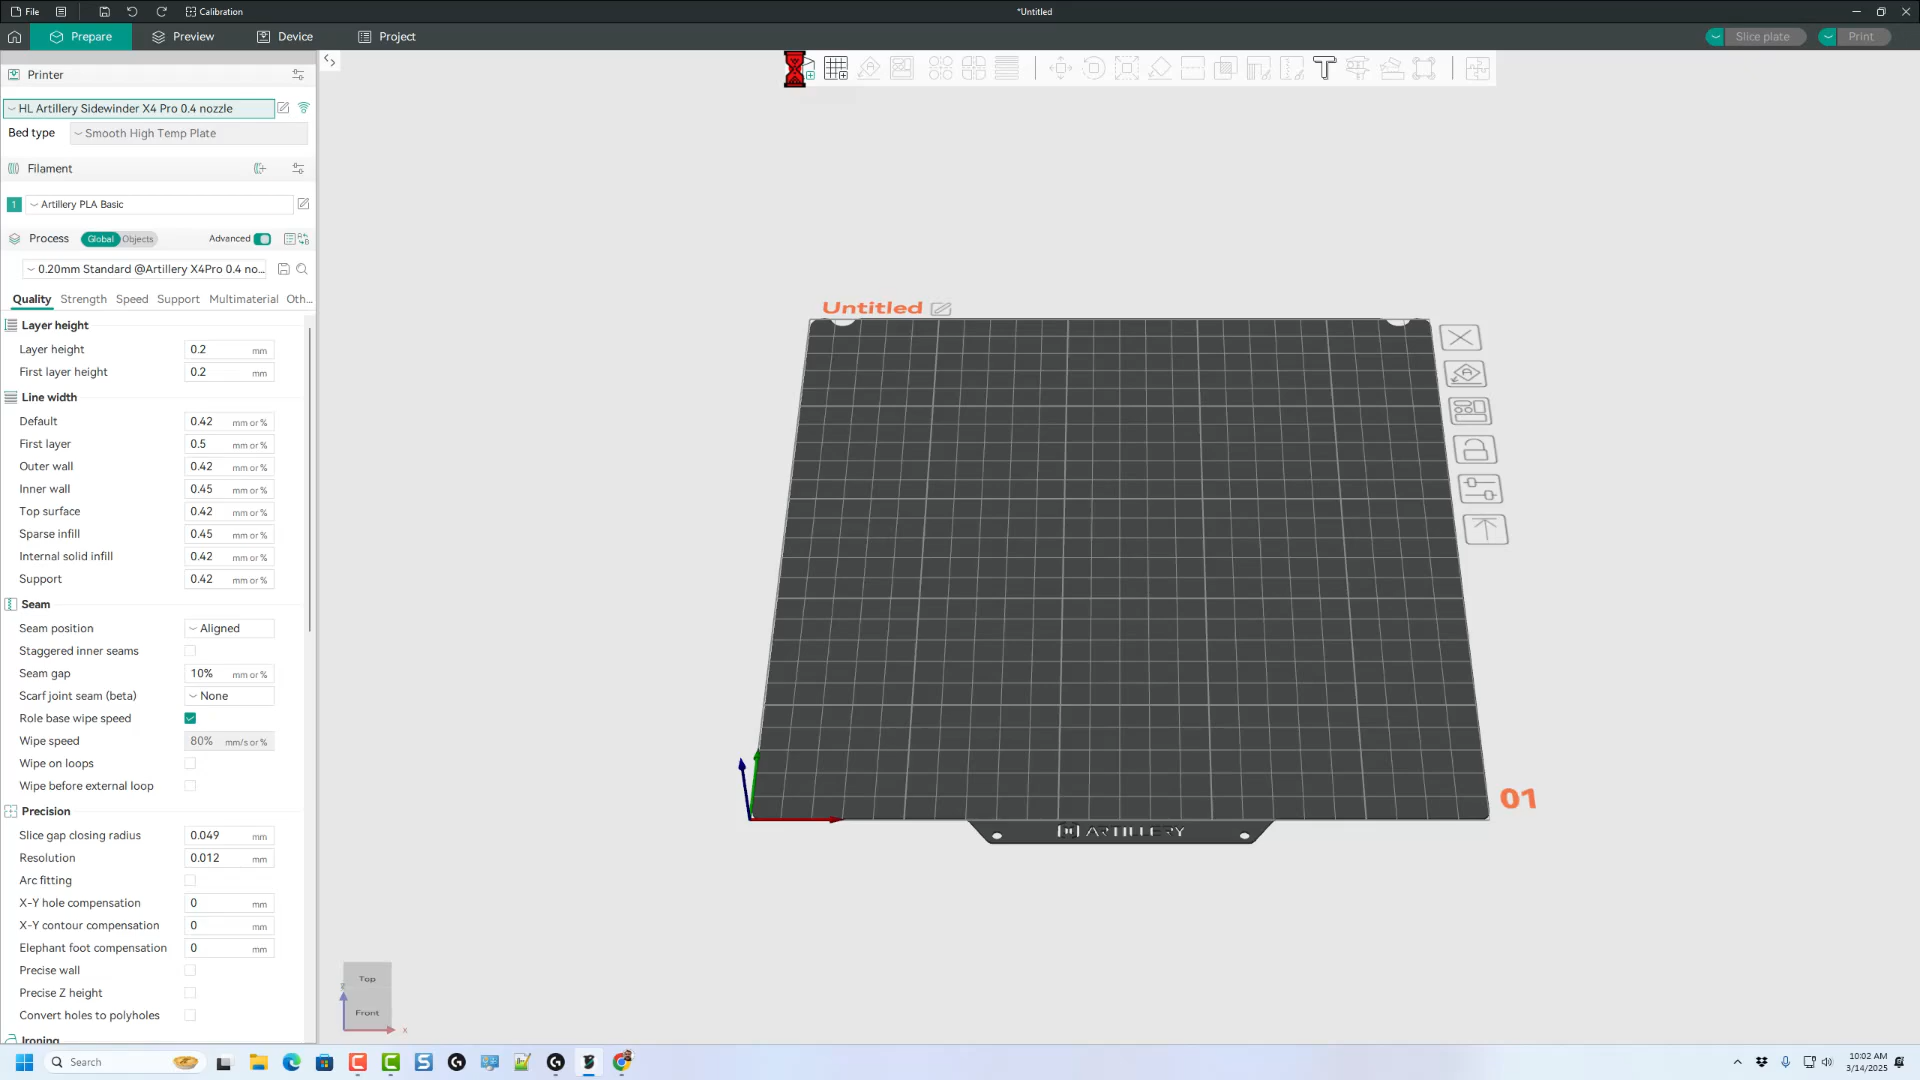 File
Calibration
*Untitled
Prepare
Preview
Device
Project
Slice plate
Print
Printer
HL Artillery Sidewinder X4 Pro 0.4 nozzle
Bed type
Smooth High Temp Plate
Filament
1
Artillery PLA Basic
Process
Global
Objects
Advanced
0.20mm Standard @Artillery X4Pro 0.4 no...
Quality
Strength
Speed
Support
Multimaterial
Oth...
Layer height
Layer height 0.2 mm
First layer height 0.2 mm
Line width
Default 0.42 mm or %
First layer 0.5 mm or %
Outer wall 0.42 mm or %
Inner wall 0.45 mm or %
Top surface 0.42 mm or %
Sparse infill 0.45 mm or %
Internal solid infill 0.42 mm or %
Support 0.42 mm or %
Seam
Seam position Aligned
Staggered inner seams
Seam gap 10% mm or %
Scarf joint seam (beta) None
Role base wipe speed
Wipe speed 80% mm/s or %
Wipe on loops
Wipe before external loop
Precision
Slice gap closing radius 0.049 mm
Resolution 0.012 mm
Arc fitting
X-Y hole compensation 0 mm
X-Y contour compensation 0 mm
Elephant foot compensation 0 mm
Precise wall
Precise Z height
Convert holes to polyholes
Ironing
Untitled
01
ARTILLERY
Top
Front
z
x
Search
10:02 AM
3/14/2025